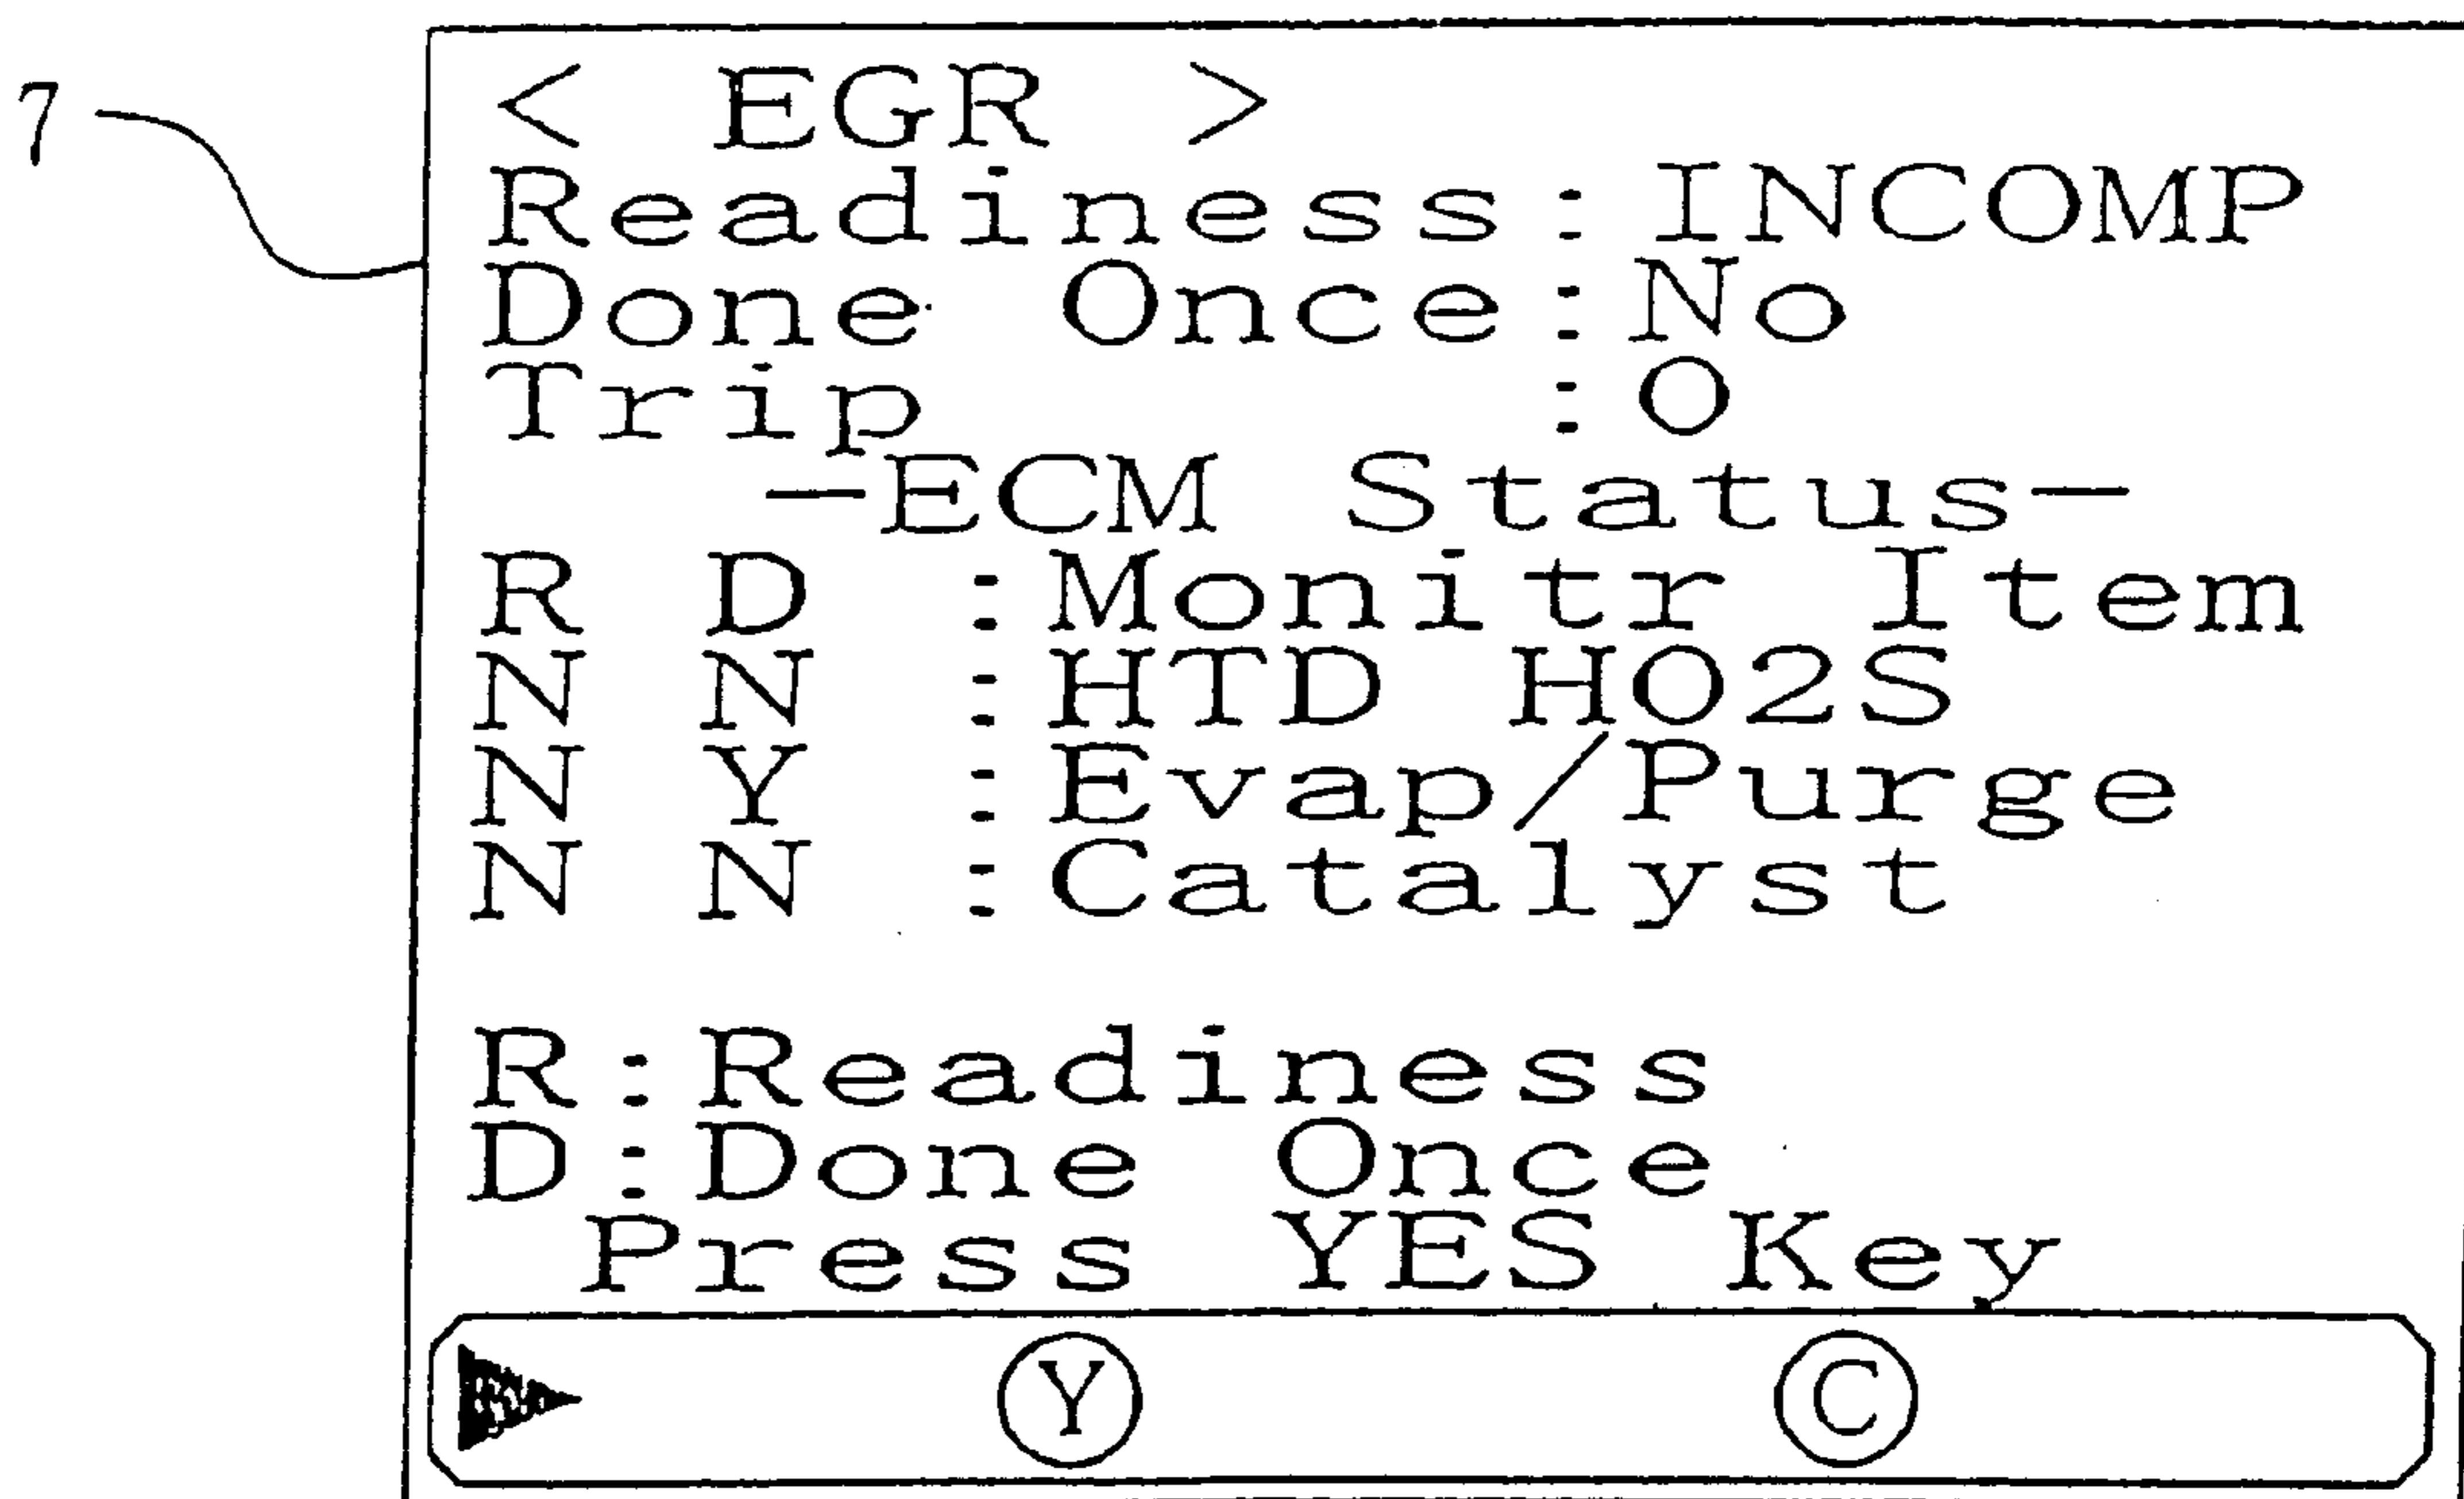 7
< EGR >
Readiness:INCOMP
Done Once:No
Trip :0
—ECM Status—
R D :Monitr Item
N N :HTD HO2S
N Y :Evap/Purge
N N :Catalyst
R:Readiness
D:Done Once
Press YES Key
Y C